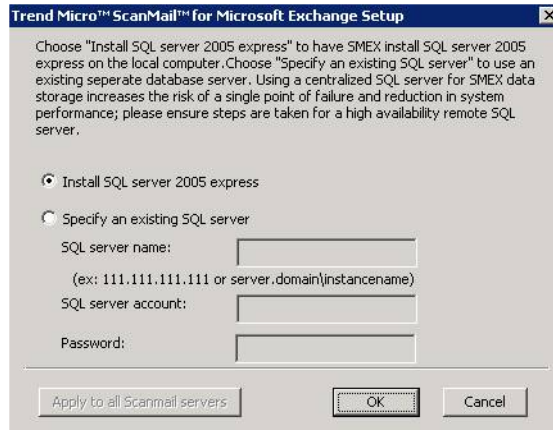 Trend Micro™ ScanMail™ for Microsoft Exchange Setup
Choose "Install SQL server 2005 express" to have SMEX install SQL server 2005
express on the local computer.Choose "Specify an existing SQL server" to use an
existing seperate database server. Using a centralized SQL server for SMEX data
storage increases the risk of a single point of failure and reduction in system
performance; please ensure steps are taken for a high availability remote SQL
server.
Install SQL server 2005 express
Specify an existing SQL server
SQL server name:
(ex: 111.111.111.111 or server.domain\instancename)
SQL server account:
Password:
Apply to all Scanmail servers
OK
Cancel